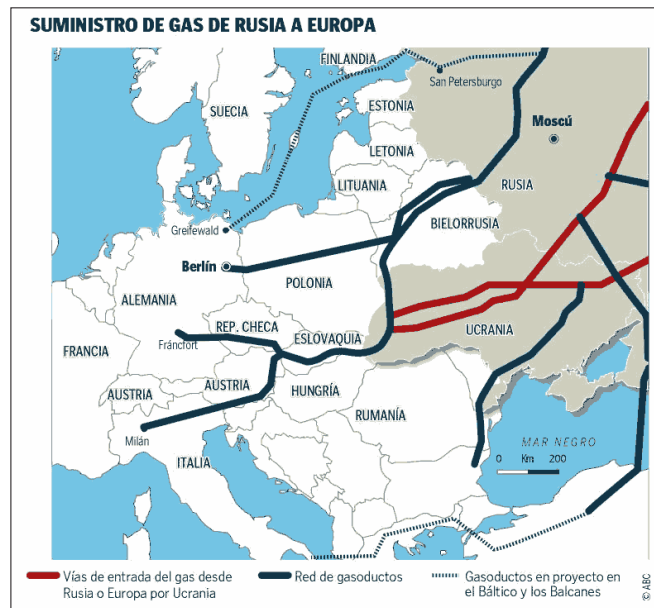 SUMINISTRO DE GAS DE RUSIA A EUROPA
FINLANDIA
San Petersburgo
SUECIA
ESTONIA
Moscú
LETONIA
LITUANIA
RUSIA
Greifewald
BIELORRUSIA
Berlín
POLONIA
ALEMANIA
REP. CHECA
ESLOVAQUIA
UCRANIA
Fráncfort
FRANCIA
AUSTRIA
AUSTRIA
HUNGRÍA
RUMANÍA
Milán
MAR NEGRO
0 Km 200
ITALIA
Vías de entrada del gas desde
Rusia o Europa por Ucrania
Red de gasoductos
Gasoductos en proyecto en
el Báltico y los Balcanes
© ABC